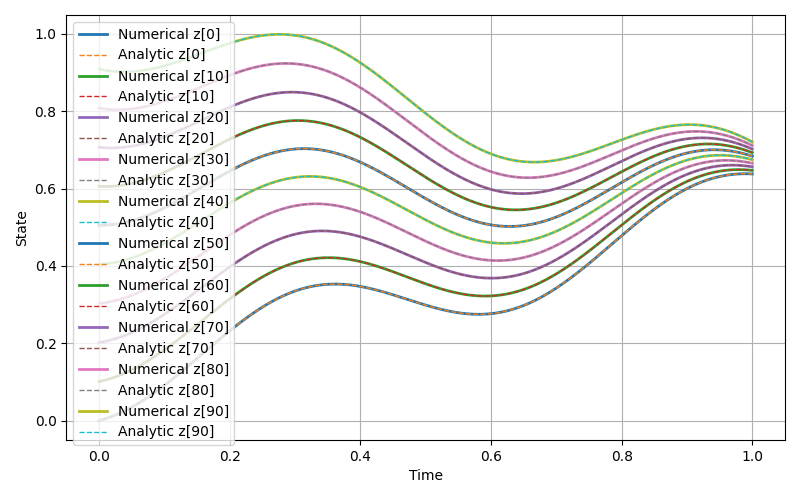 1.0
0.8
0.6
0.4
0.2
0.0
State
Numerical z[0]
Analytic z[0]
Numerical z[10]
Analytic z[10]
Numerical z[20]
Analytic z[20]
Numerical z[30]
Analytic z[30]
Numerical z[40]
Analytic z[40]
Numerical z[50]
Analytic z[50]
Numerical z[60]
Analytic z[60]
Numerical z[70]
Analytic z[70]
Numerical z[80]
Analytic z[80]
Numerical z[90]
Analytic z[90]
0.0 0.2 0.4 0.6 0.8 1.0
Time